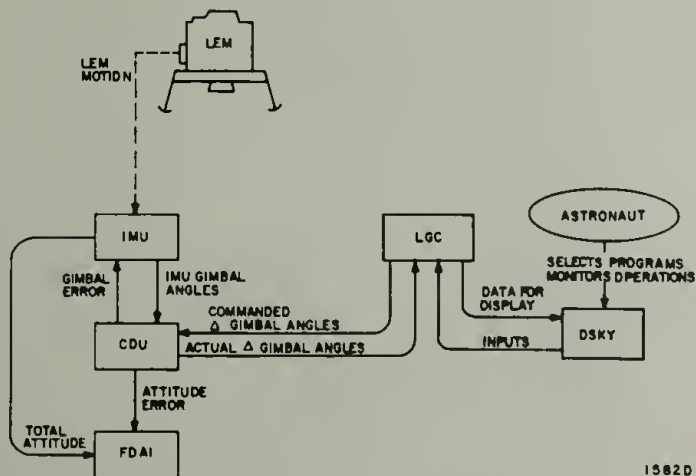 LEM
LEM
MOTION
IMU
LGC
ASTRONAUT
SELECTS PROGRAMS
MONITORS OPERATIONS
GIMBAL
ERROR
IMU GIMBAL
ANGLES
DATA FOR
DISPLAY
COMMANDED
Δ GIMBAL ANGLES
CDU
DSKY
ACTUAL Δ GIMBAL ANGLES
INPUTS
ATTITUDE
ERROR
TOTAL
ATTITUDE
FDAI
1582D